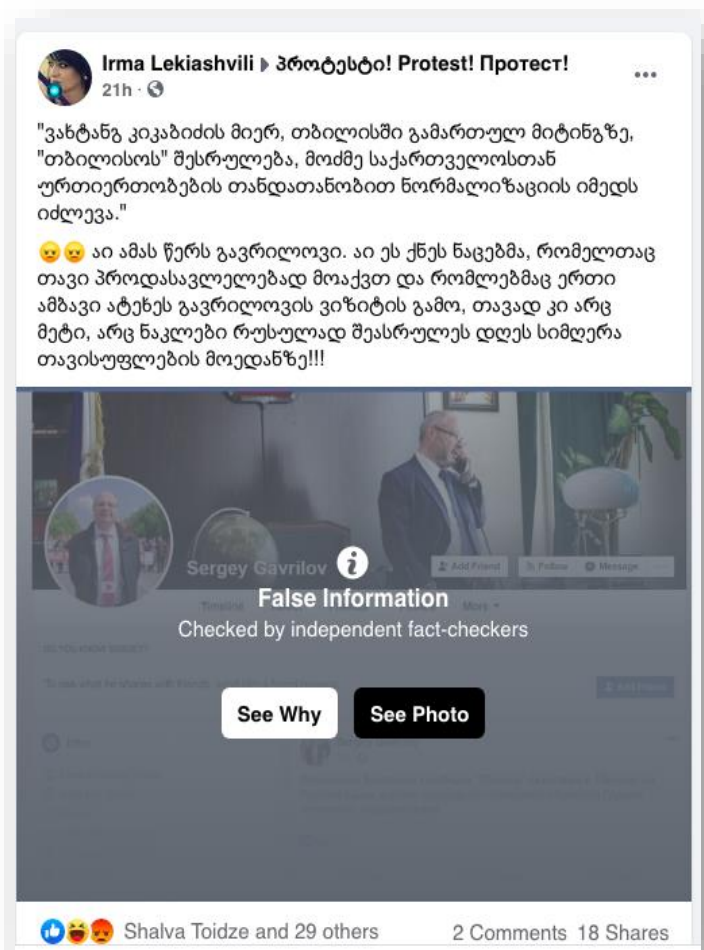 Irma Lekiashvili ▸ პროტესტი! Protest! Протест!
21h ·
"ვახტანგ კიკაბიძის მიერ, თბილისში გამართულ მიტინგზე,
"თბილისოს" შესრულება, მოძმე საქართველოსთან
ურთიერთობების თანდათანობით ნორმალიზაციის იმედს
იძლევა."
😠😠 აი ამას წერს გავრილოვი. აი ეს ქნეს ნაცებმა, რომელთაც
თავი პროდასავლელებად მოაქვთ და რომლებმაც ერთი
ამბავი ატეხეს გავრილოვის ვიზიტის გამო, თავად კი არც
მეტი, არც ნაკლები რუსულად შეასრულეს დღეს სიმღერა
თავისუფლების მოედანზე!!!
Sergey Gavrilov
Add Friend Follow Message
Timeline More
False Information
Checked by independent fact-checkers
See Why See Photo
Shalva Toidze and 29 others 2 Comments 18 Shares